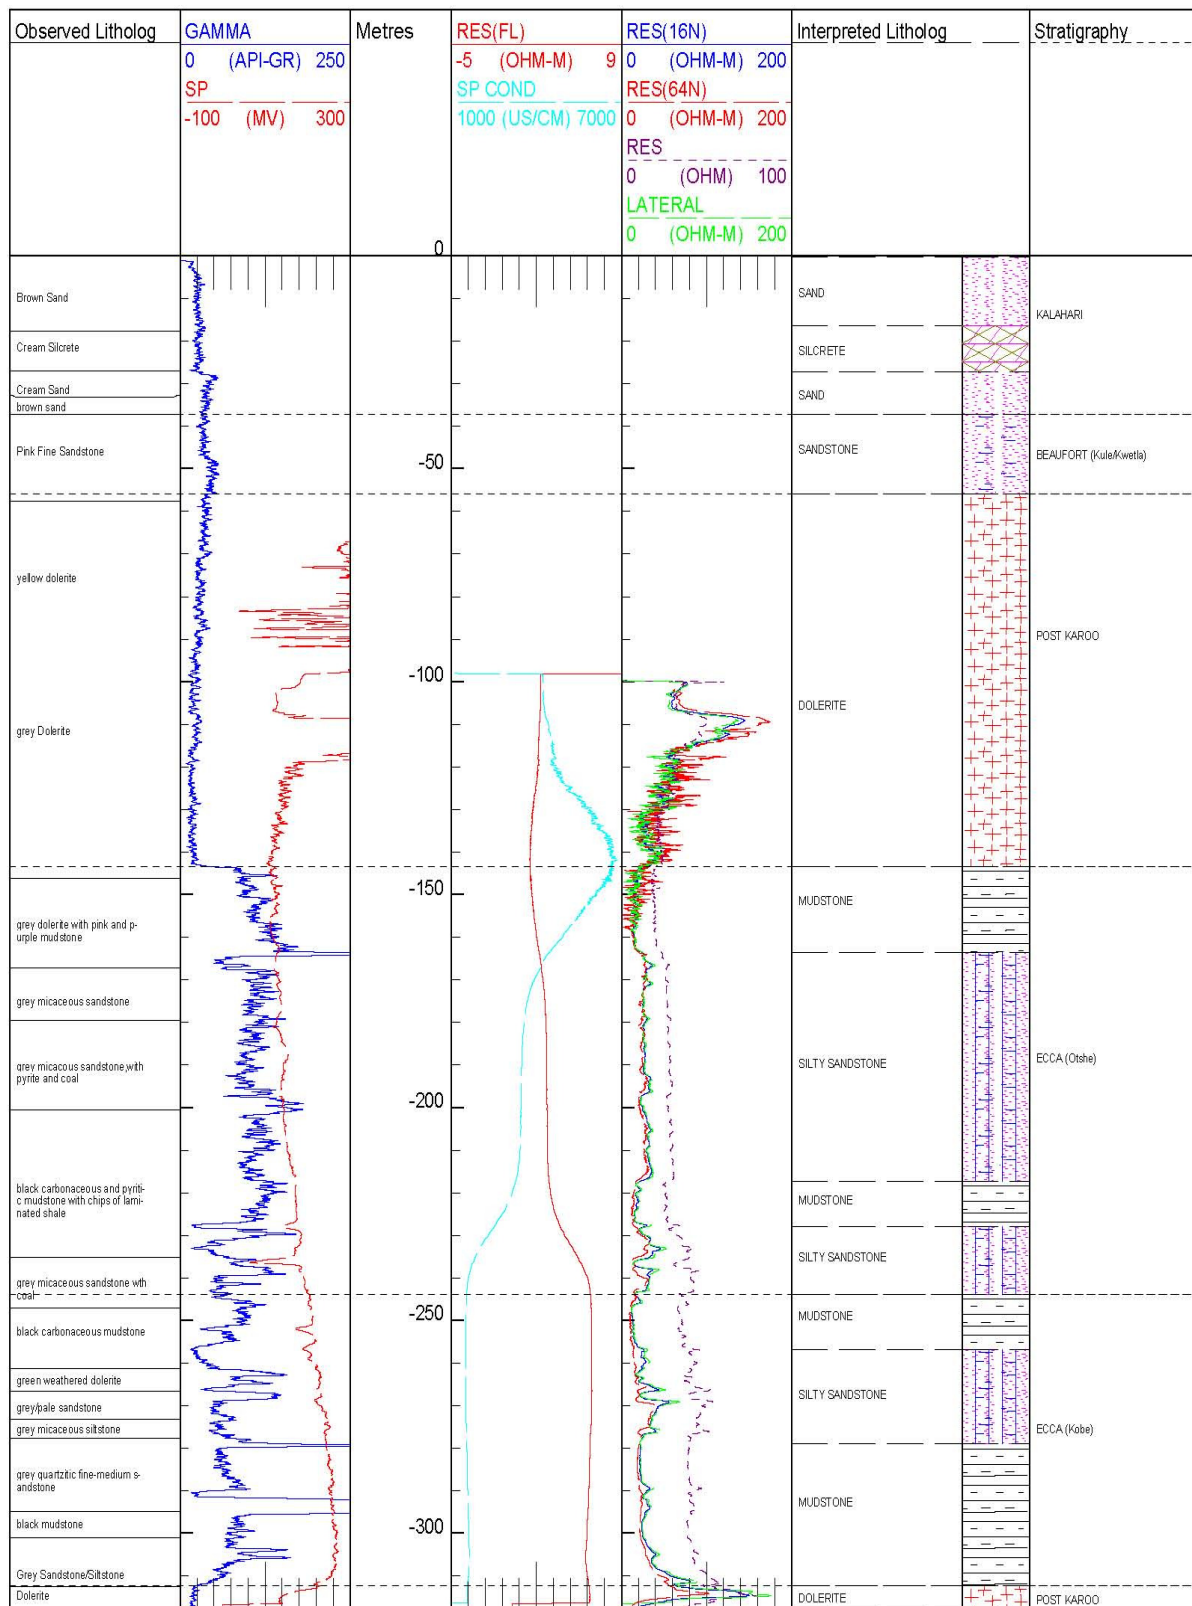 Observed Litholog
GAMMA
0 (API-GR) 250
SP
-100 (MV) 300
Metres
RES(FL)
-5 (OHM-M) 9
SP COND
1000 (US/CM) 7000
RES(16N)
0 (OHM-M) 200
RES(64N)
0 (OHM-M) 200
RES
0 (OHM) 100
LATERAL
0 (OHM-M) 200
Interpreted Litholog
Stratigraphy
0
-50
-100
-150
-200
-250
-300
Brown Sand
Cream Silcrete
Cream Sand
brown sand
Pink Fine Sandstone
yellow dolerite
grey Dolerite
grey dolerite with pink and p-
urple mudstone
grey micaceous sandstone
grey micacous sandstone,with
pyrite and coal
black carbonaceous and pyriti-
c mudstone with chips of lami-
nated shale
grey micaceous sandstone wth
coal
black carbonaceous mudstone
green weathered dolerite
grey/pale sandstone
grey micaceous siltstone
grey quartzitic fine-medium s-
andstone
black mudstone
Grey Sandstone/Siltstone
Dolerite
SAND
SILCRETE
SAND
SANDSTONE
DOLERITE
MUDSTONE
SILTY SANDSTONE
MUDSTONE
SILTY SANDSTONE
MUDSTONE
SILTY SANDSTONE
MUDSTONE
DOLERITE
KALAHARI
BEAUFORT (Kule/Kwetla)
POST KAROO
ECCA (Otshe)
ECCA (Kobe)
POST KAROO